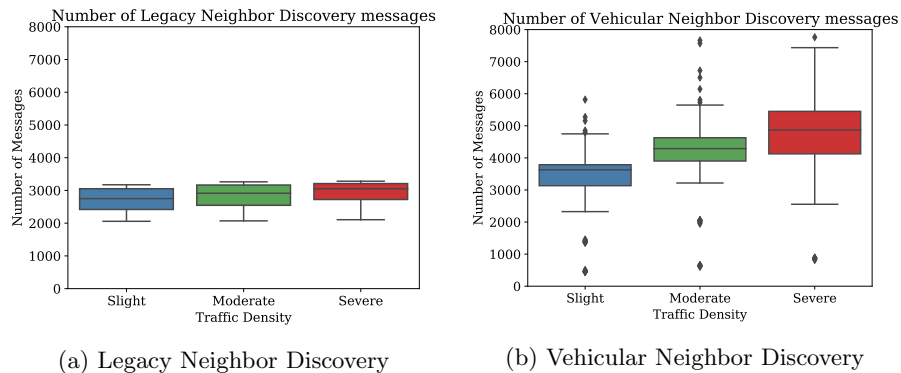 Number of Legacy Neighbor Discovery messages
8000
7000
6000
5000
4000
3000
2000
1000
0
Number of Messages
Slight
Moderate
Severe
Traffic Density
(a) Legacy Neighbor Discovery
Number of Vehicular Neighbor Discovery messages
8000
7000
6000
5000
4000
3000
2000
1000
0
Number of Messages
Slight
Moderate
Severe
Traffic Density
(b) Vehicular Neighbor Discovery